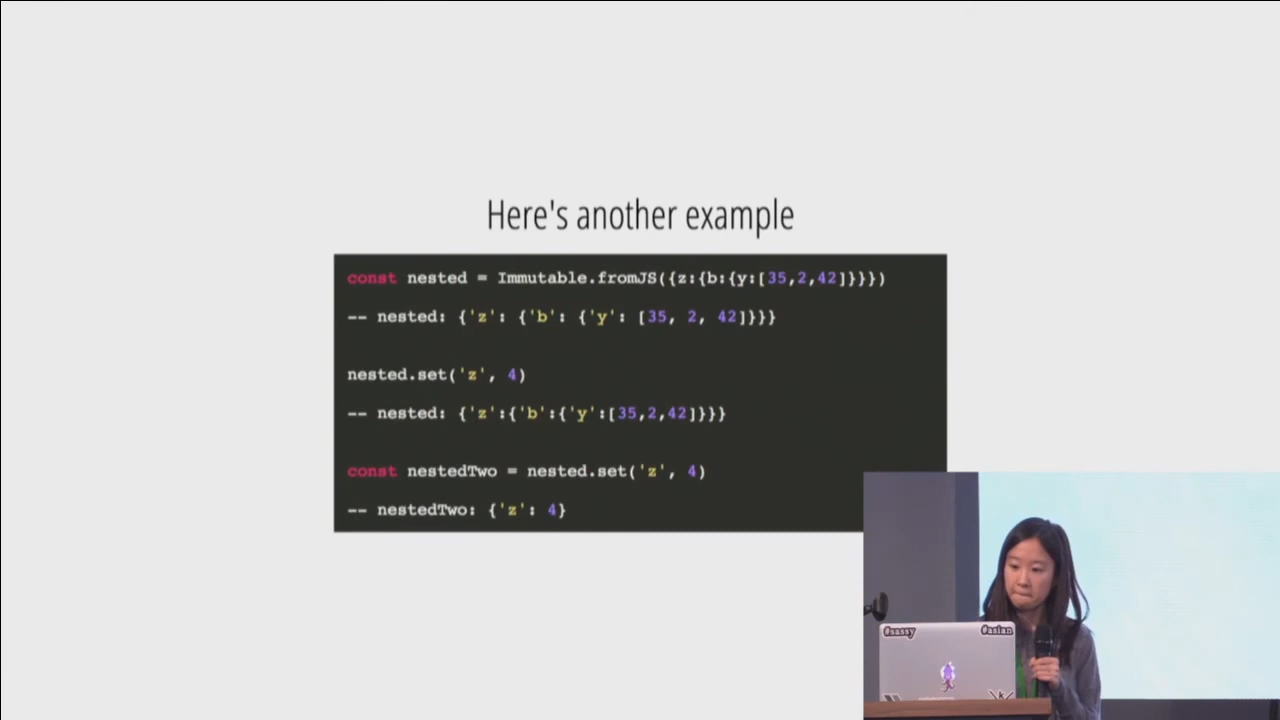 Here's another example
const nested = Immutable.fromJS({z:{b:{y:[35,2,42]}}})
-- nested: {'z': {'b': {'y': [35, 2, 42]}}}
nested.set('z', 4)
-- nested: {'z':{'b':{'y':[35,2,42]}}}
const nestedTwo = nested.set('z', 4)
-- nestedTwo: {'z': 4}
#sassy
#asian